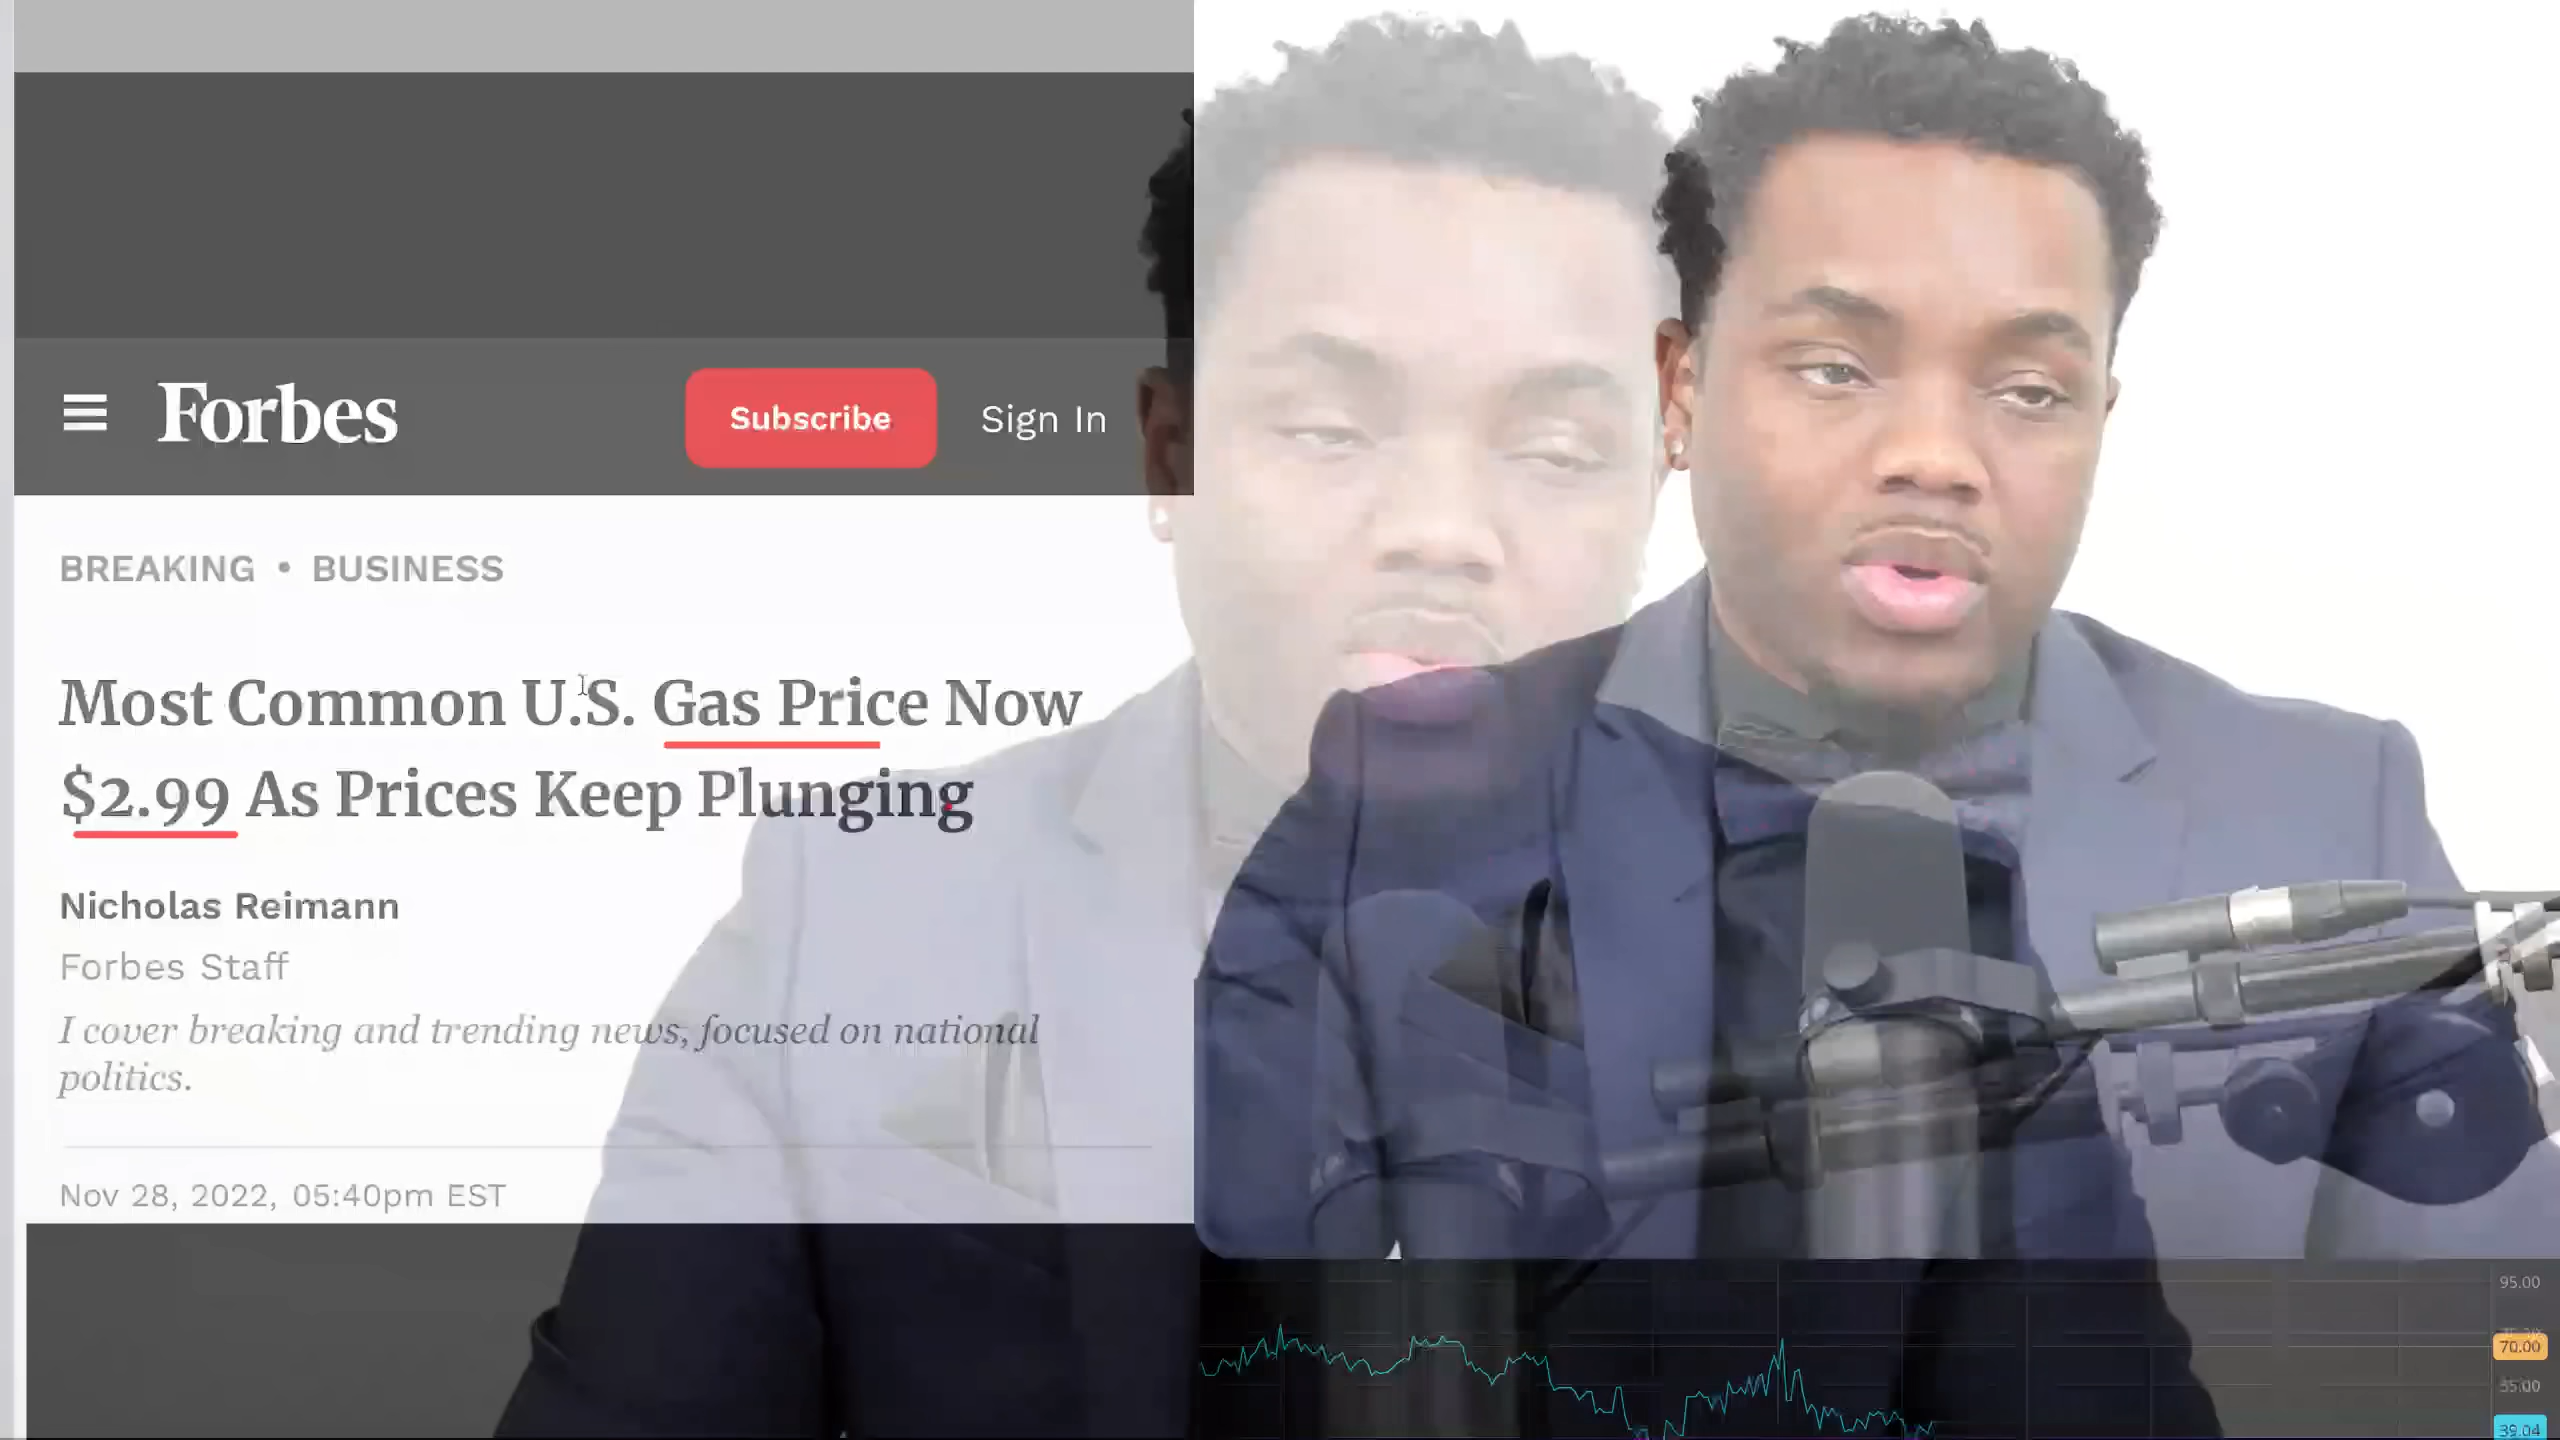 Forbes
Subscribe
Sign In
BREAKING • BUSINESS
Most Common U.S. Gas Price Now
$2.99 As Prices Keep Plunging
Nicholas Reimann
Forbes Staff
I cover breaking and trending news, focused on national
politics.
Nov 28, 2022, 05:40pm EST
95.00
70.00
39.04